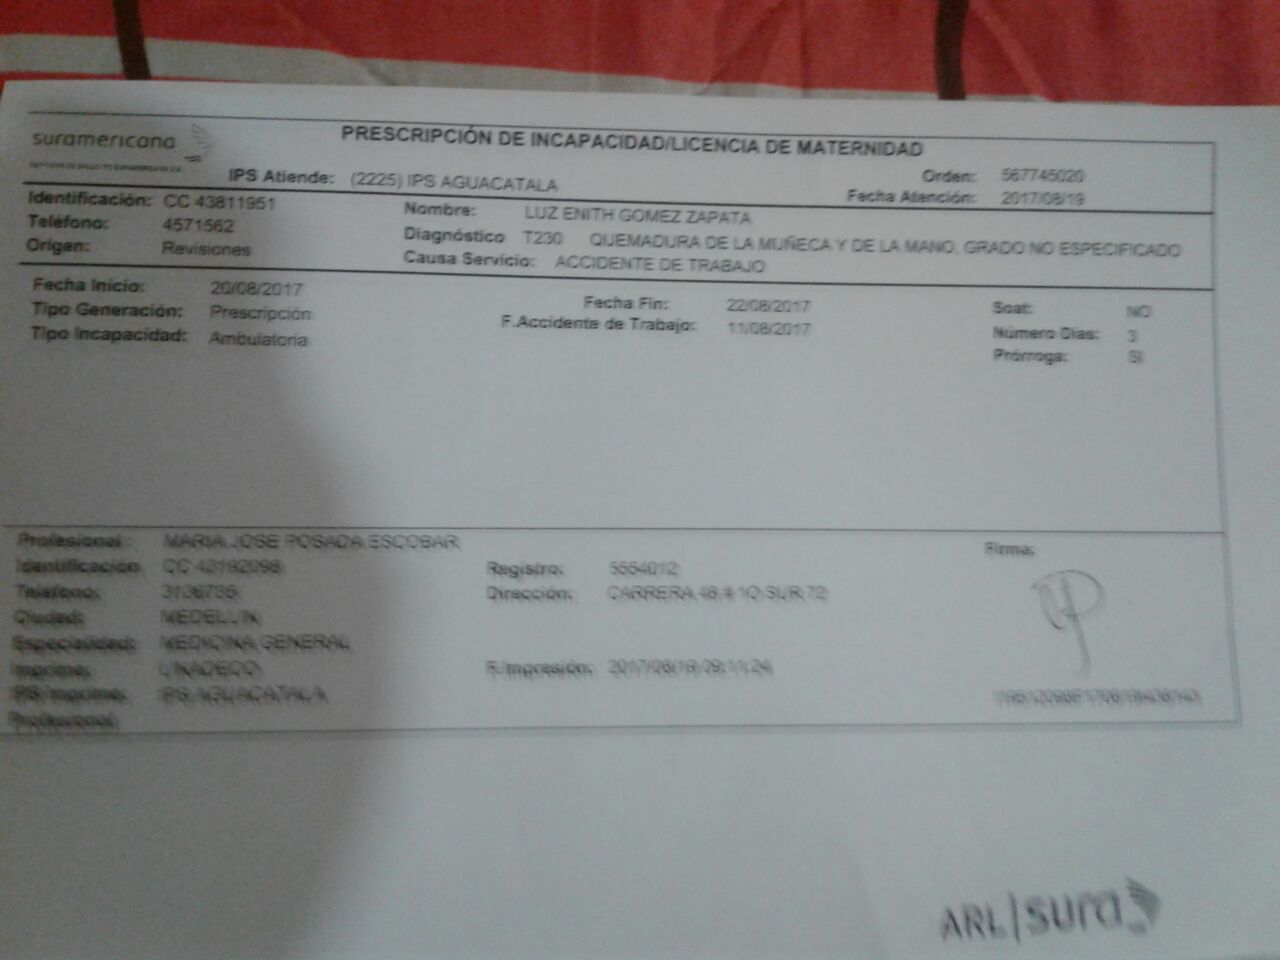 suramericana
PRESCRIPCIÓN DE INCAPACIDAD/LICENCIA DE MATERNIDAD
IPS Atiende: (2225) IPS AGUACATALA
Orden: 567745020
Fecha Atención: 2017/08/19
Identificación: CC 43811951
Nombre: LUZ ENITH GOMEZ ZAPATA
Teléfono: 4571562
Diagnóstico T230 QUEMADURA DE LA MUÑECA Y DE LA MANO, GRADO NO ESPECIFICADO
Origen: Revisiones
Causa Servicio: ACCIDENTE DE TRABAJO
Fecha Inicio: 20/08/2017
Fecha Fin: 22/08/2017
Soat: NO
Tipo Generación: Prescripción
F.Accidente de Trabajo: 11/08/2017
Número Dias: 3
Tipo Incapacidad: Ambulatoria
Prórroga: SI
Profesional : MARIA JOSE POSADA ESCOBAR
Firma:
Identificación CC 43192098
Registro: 5554012
Teléfono: 3136735
Dirección: CARRERA 48 # 10 SUR 72
Ciudad: MEDELLIN
Especialidad: MEDICINA GENERAL
Imprime: LINADECO
F.Impresión: 2017/08/19/09:11:24
IPS Imprime: IPS AGUACATALA
Profesional
ARL | sura